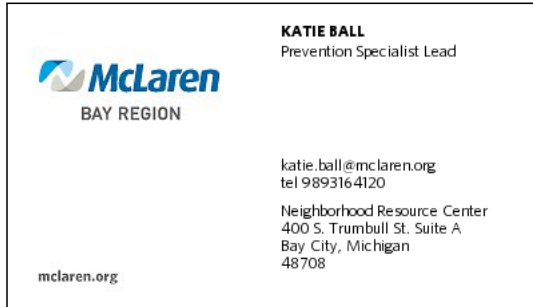 McLaren
BAY REGION
mclaren.org
KATIE BALL
Prevention Specialist Lead
katie.ball@mclaren.org
tel 9893164120
Neighborhood Resource Center
400 S. Trumbull St. Suite A
Bay City, Michigan
48708